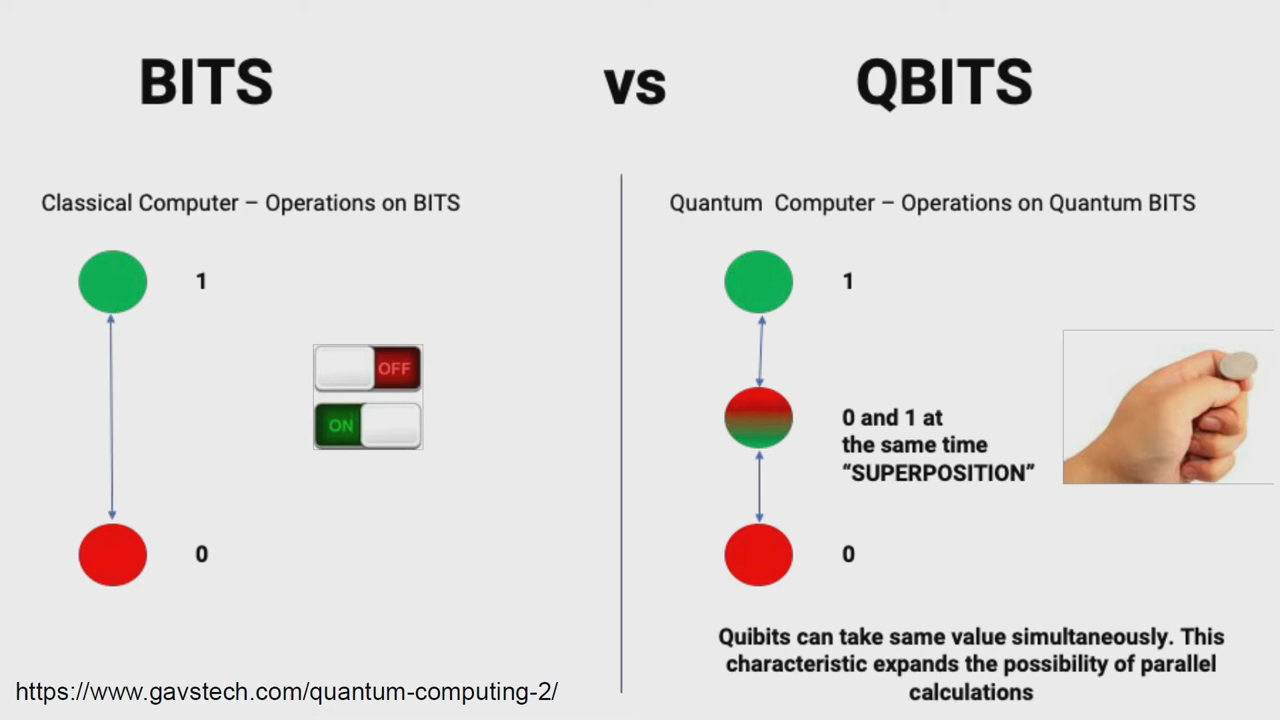 BITS vs QBITS
Classical Computer – Operations on BITS
1
OFF
ON
0
Quantum Computer – Operations on Quantum BITS
1
0 and 1 at
the same time
“SUPERPOSITION”
0
Quibits can take same value simultaneously. This
characteristic expands the possibility of parallel
calculations
https://www.gavstech.com/quantum-computing-2/